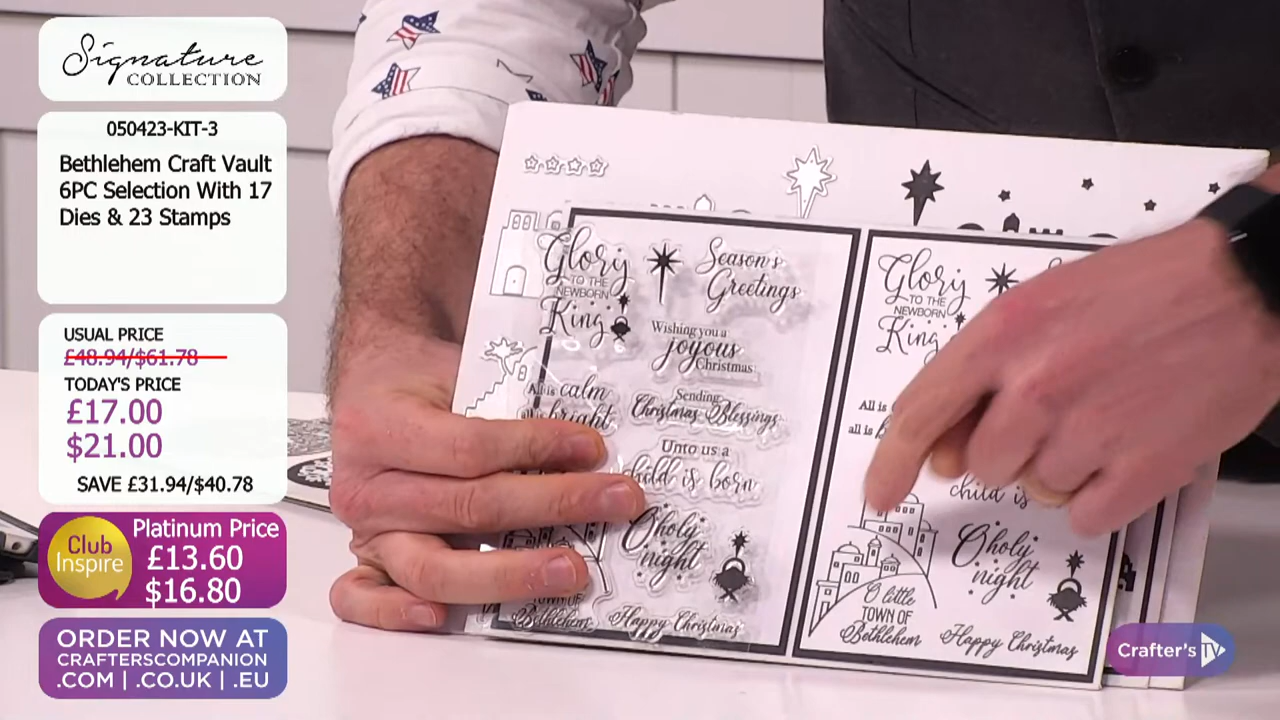 Signature
COLLECTION
050423-KIT-3
Bethlehem Craft Vault
6PC Selection With 17
Dies & 23 Stamps
USUAL PRICE
£48.94/$61.78
TODAY'S PRICE
£17.00
$21.00
SAVE £31.94/$40.78
Club
Inspire
Platinum Price
£13.60
$16.80
ORDER NOW AT
CRAFTERSCOMPANION
.COM | .CO.UK | .EU
Glory
TO THE
NEWBORN
King
Season's
Greetings
Wishing you a
joyous
Christmas
All is calm
bright
Sending
Christmas Blessings
Unto us a
child is born
O holy
night
TOWN OF
Bethlehem
Happy Christmas
Glory
TO THE
NEWBORN
King
All is
all is
child is
O holy
night
O little
TOWN OF
Bethlehem
Happy Christmas
Crafter's TV